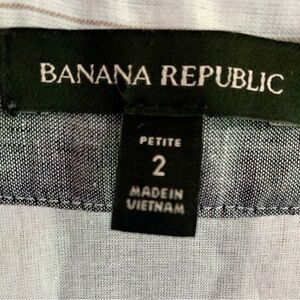 BANANA REPUBLIC
PETITE
2
MADE IN
VIETNAM